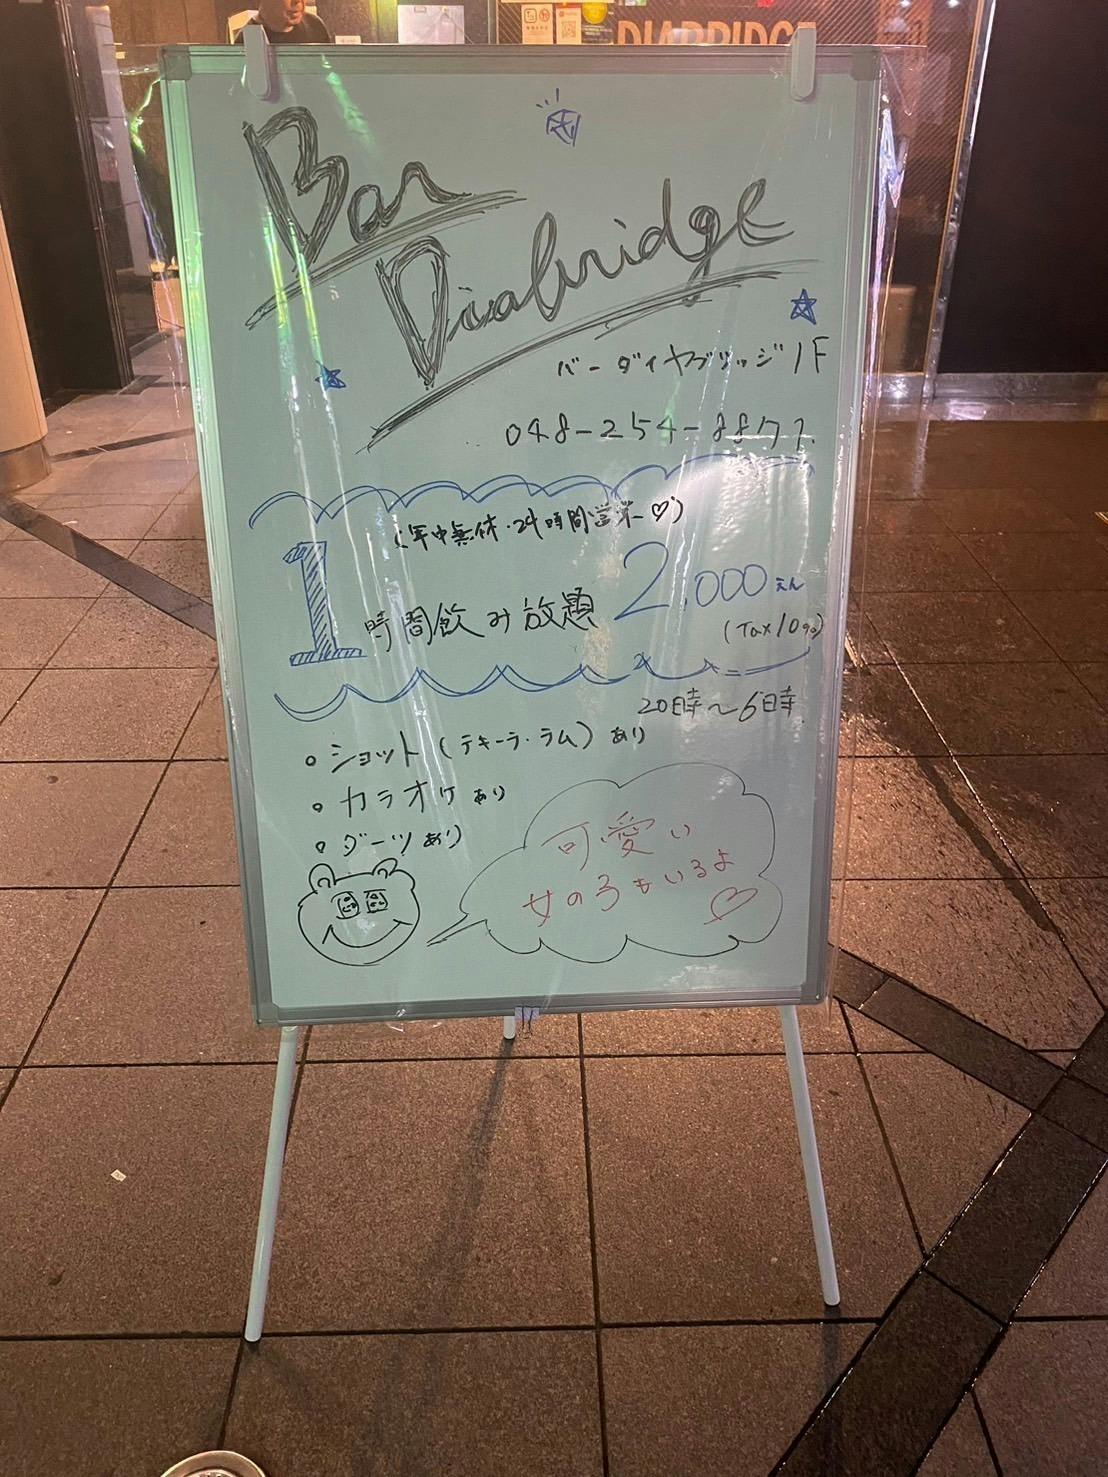 DIABRIDGE
Bar
Diabridge
バーダイヤブリッジ 1F
048-254-8871
(年中無休・24時間営業♡)
1時間飲み放題 2.000えん
(Tax10%)
20時〜6時
・ショット(テキーラ・ラム)あり
・カラオケあり
・ダーツあり
可愛い
女の子もいるよ♡